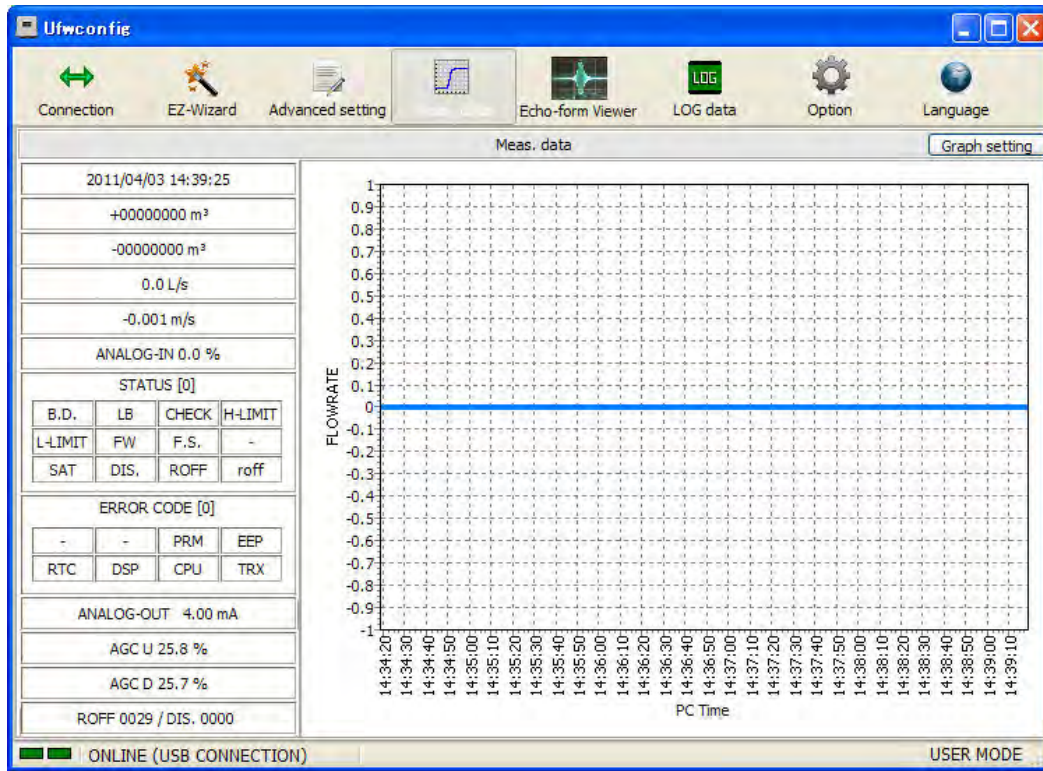 Ufwconfig
Connection EZ-Wizard Advanced setting Echo-form Viewer LOG LOG data Option Language
Meas. data Graph setting
2011/04/03 14:39:25
+00000000 m³
-00000000 m³
0.0 L/s
-0.001 m/s
ANALOG-IN 0.0 %
STATUS [0]
B.D. LB CHECK H-LIMIT
L-LIMIT FW F.S. -
SAT DIS. ROFF roff
ERROR CODE [0]
- - PRM EEP
RTC DSP CPU TRX
ANALOG-OUT 4.00 mA
AGC U 25.8 %
AGC D 25.7 %
ROFF 0029 / DIS. 0000
FLOWRATE
1
0.9
0.8
0.7
0.6
0.5
0.4
0.3
0.2
0.1
0
-0.1
-0.2
-0.3
-0.4
-0.5
-0.6
-0.7
-0.8
-0.9
-1
14:34:20
14:34:30
14:34:40
14:34:50
14:35:00
14:35:10
14:35:20
14:35:30
14:35:40
14:35:50
14:36:00
14:36:10
14:36:20
14:36:30
14:36:40
14:36:50
14:37:00
14:37:10
14:37:20
14:37:30
14:37:40
14:37:50
14:38:00
14:38:10
14:38:20
14:38:30
14:38:40
14:38:50
14:39:00
14:39:10
PC Time
ONLINE (USB CONNECTION) USER MODE